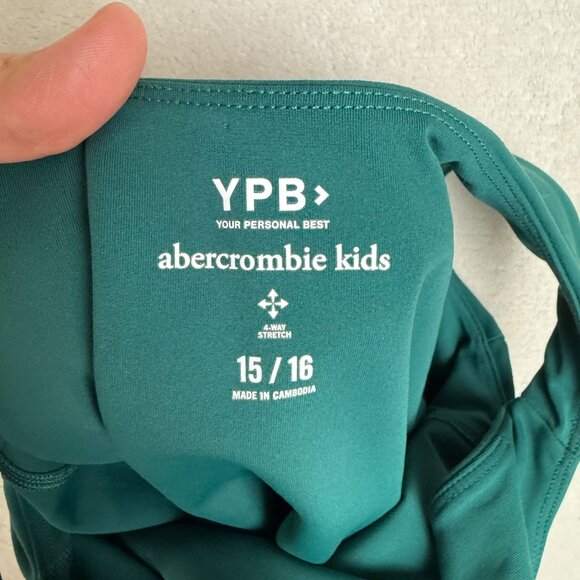 YPB>
YOUR PERSONAL BEST
abercrombie kids
4-WAY
STRETCH
15 / 16
MADE IN CAMBODIA